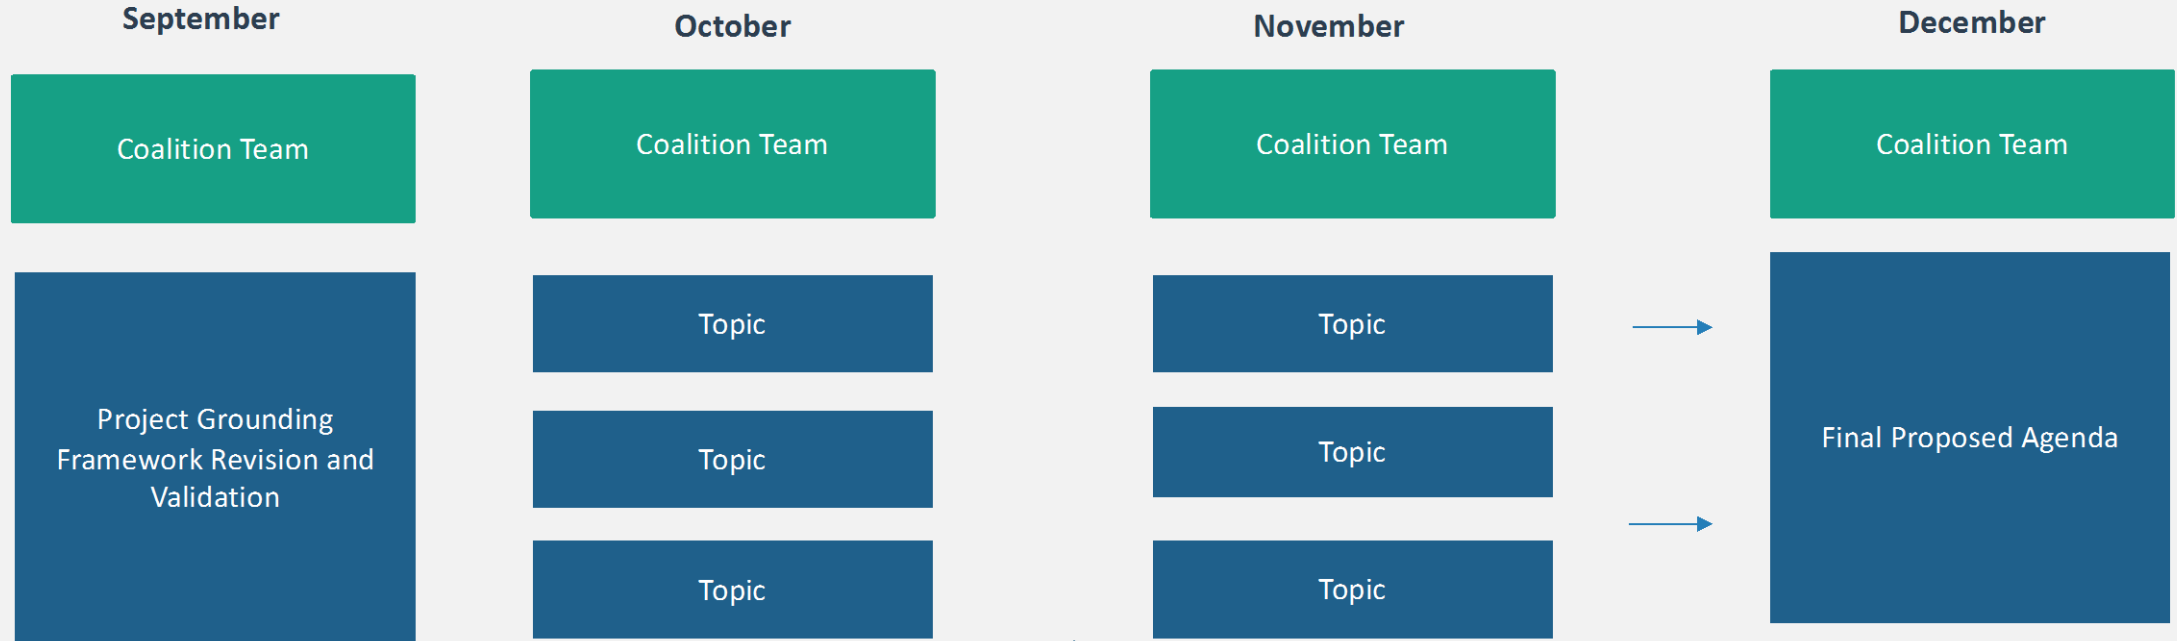 September
October
November
December
Coalition Team
Coalition Team
Coalition Team
Coalition Team
Project Grounding
Framework Revision and
Validation
Topic
Topic
Topic
Topic
Topic
Topic
Final Proposed Agenda